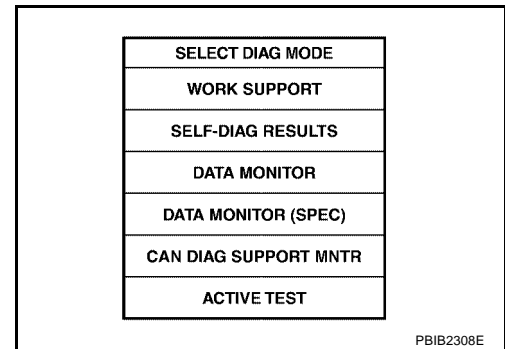 SELECT DIAG MODE
WORK SUPPORT
SELF-DIAG RESULTS
DATA MONITOR
DATA MONITOR (SPEC)
CAN DIAG SUPPORT MNTR
ACTIVE TEST
PBIB2308E